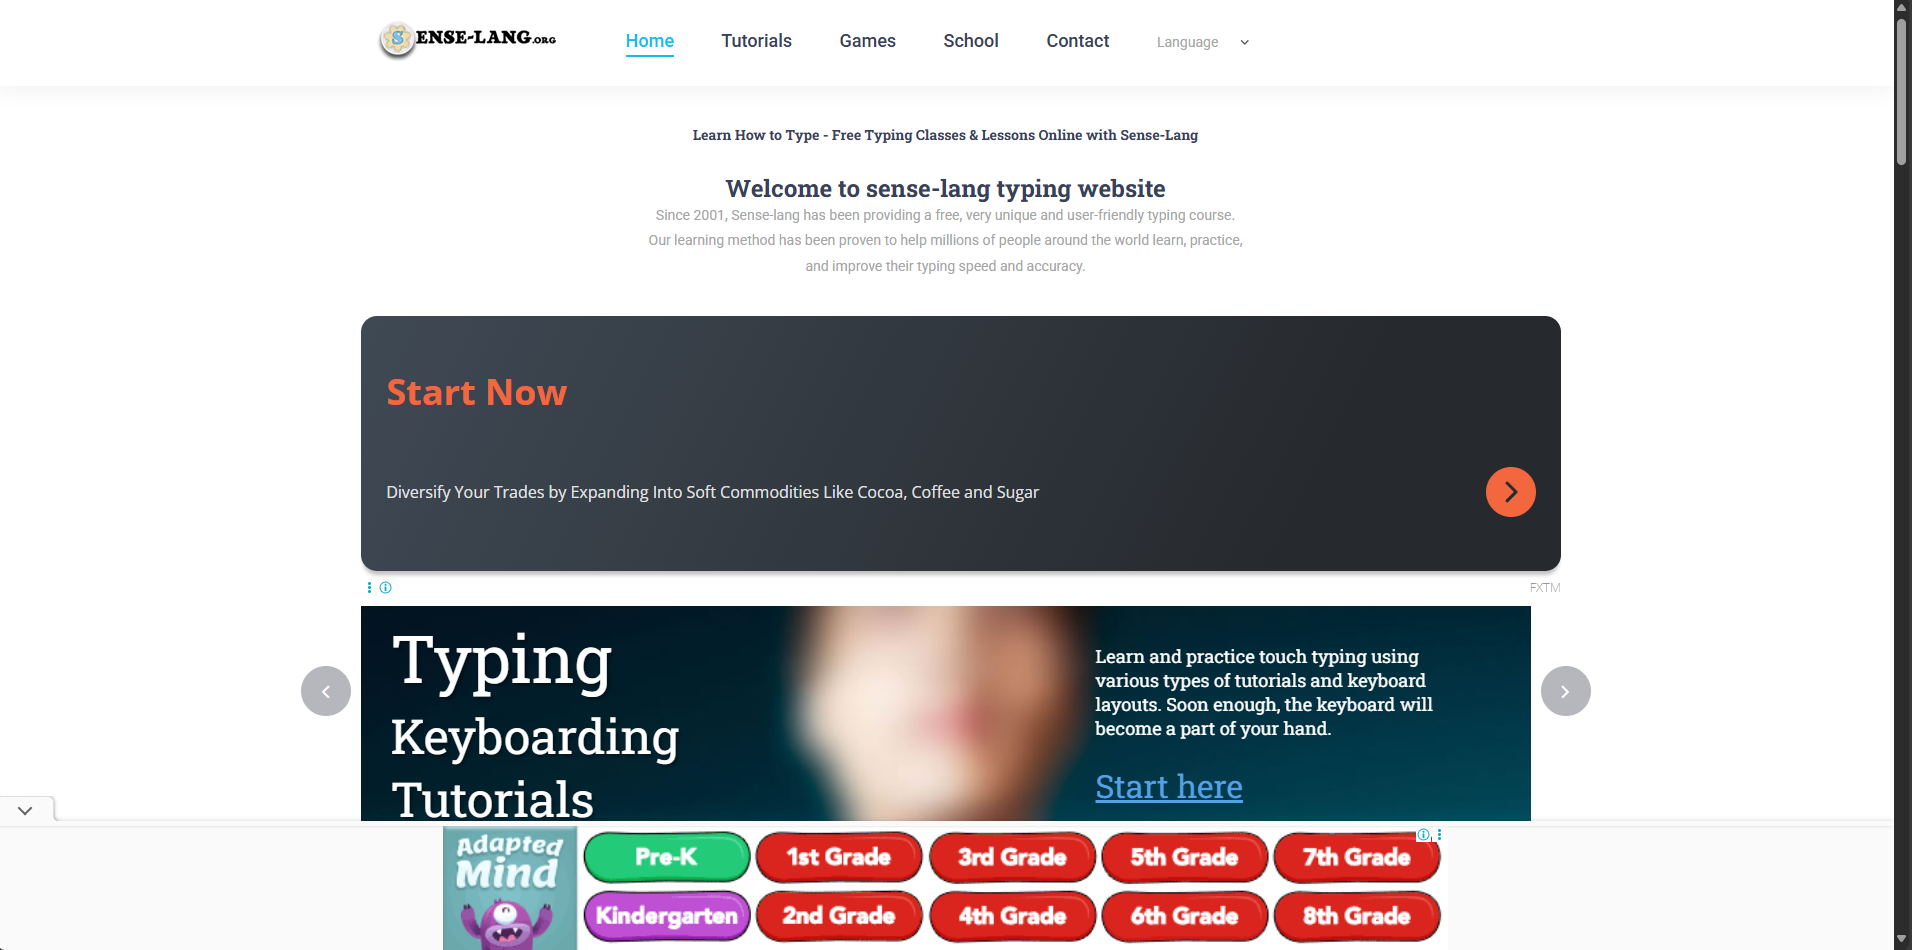 SENSE-LANG.ORG
Home
Tutorials
Games
School
Contact
Language
Learn How to Type - Free Typing Classes & Lessons Online with Sense-Lang
Welcome to sense-lang typing website
Since 2001, Sense-lang has been providing a free, very unique and user-friendly typing course.
Our learning method has been proven to help millions of people around the world learn, practice,
and improve their typing speed and accuracy.
Start Now
Diversify Your Trades by Expanding Into Soft Commodities Like Cocoa, Coffee and Sugar
FXTM
Typing
Keyboarding
Tutorials
Learn and practice touch typing using
various types of tutorials and keyboard
layouts. Soon enough, the keyboard will
become a part of your hand.
Start here
Adapted
Mind
Pre-K
1st Grade
3rd Grade
5th Grade
7th Grade
Kindergarten
2nd Grade
4th Grade
6th Grade
8th Grade